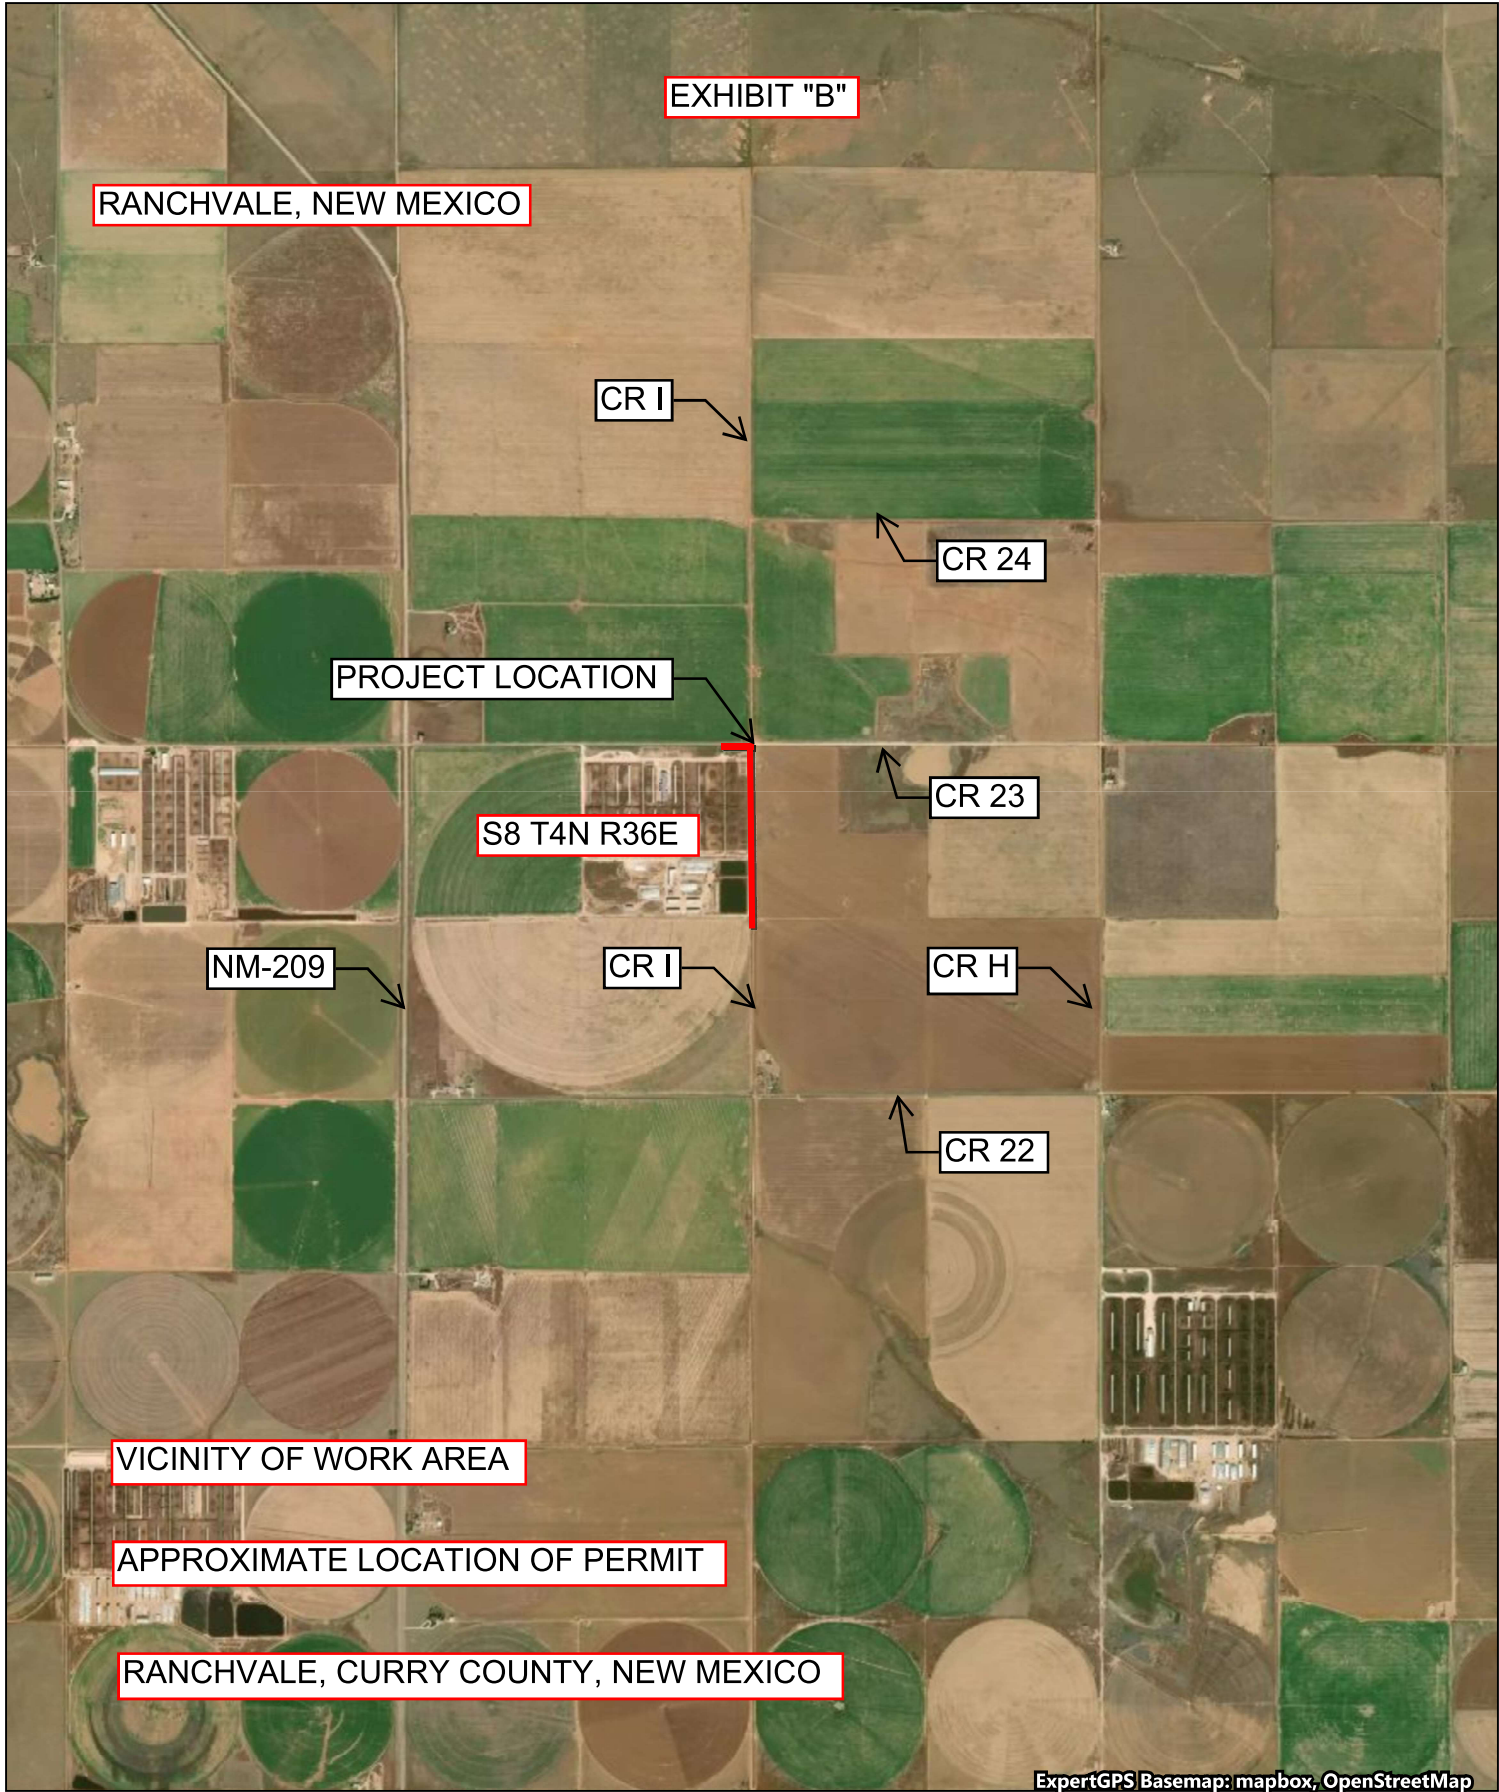 EXHIBIT "B"
RANCHVALE, NEW MEXICO
CR I
CR 24
PROJECT LOCATION
CR 23
S8 T4N R36E
NM-209
CR I
CR H
CR 22
VICINITY OF WORK AREA
APPROXIMATE LOCATION OF PERMIT
RANCHVALE, CURRY COUNTY, NEW MEXICO
ExpertGPS Basemap: mapbox, OpenStreetMap